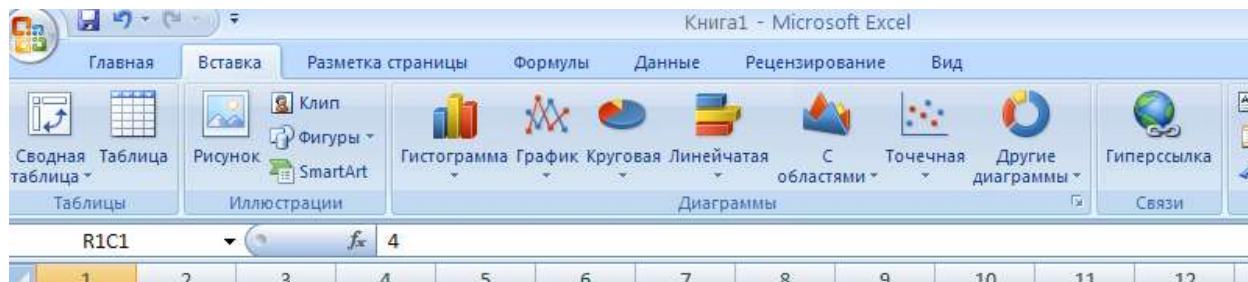 Книга1 - Microsoft Excel
Главная Вставка Разметка страницы Формулы Данные Рецензирование Вид
Сводная таблица Таблица Рисунок Клип Фигуры SmartArt Гистограмма График Круговая Линейчатая С областями Точечная Другие диаграммы Гиперссылка
Таблицы Иллюстрации Диаграммы Связи
R1C1 fx 4
1 2 3 4 5 6 7 8 9 10 11 12